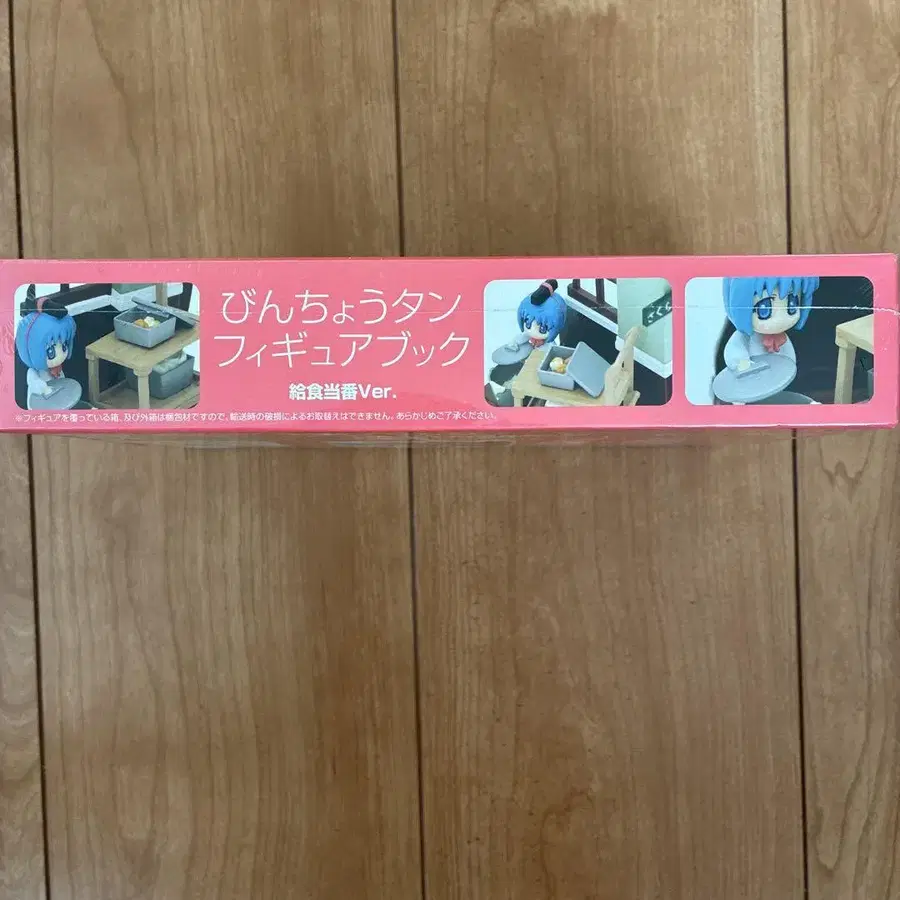 びんちょうタン
フィギュアブック
給食当番Ver.
さくら
※フィギュアを覆っている箱、及び外箱は梱包材ですので、輸送時の破損によるお取替えはできません。あらかじめご了承ください。